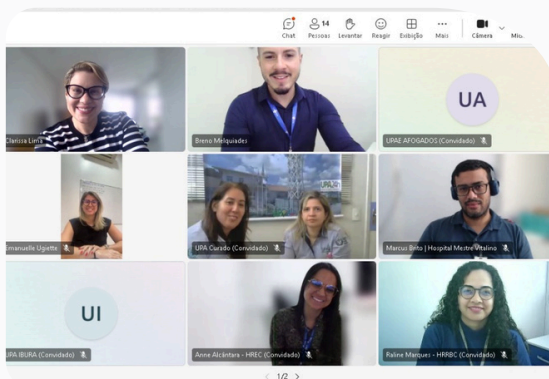 14
Chat Pessoas Levantar Reagir Exibição Mais Câmera
Clarissa Lima
Breno Melquiades
UA
UPAE AFOGADOS (Convidado)
Emanuelle Ugiette
UPA 24h
UPA Curado (Convidado)
Marcus Brito | Hospital Mestre Vitalino
UI
UPA IBURA (Convidado)
Anne Alcântara - HREC (Convidado)
Raline Marques - HRRBC (Convidado)
1/2